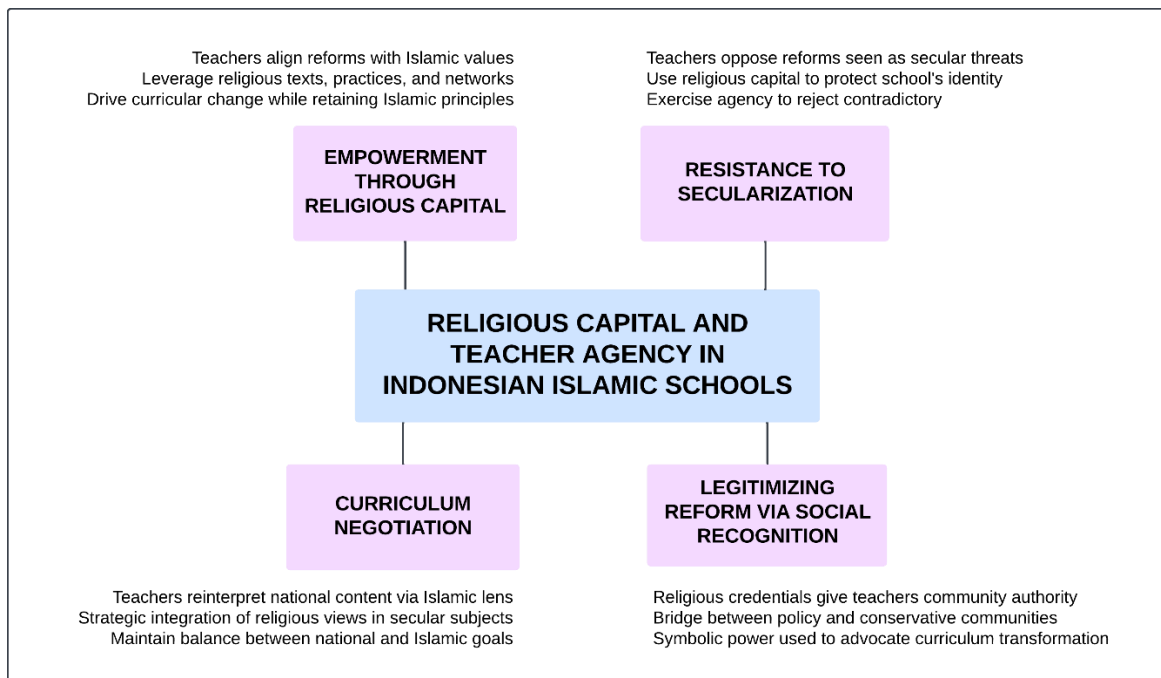 Teachers align reforms with Islamic values
Leverage religious texts, practices, and networks
Drive curricular change while retaining Islamic principles
Teachers oppose reforms seen as secular threats
Use religious capital to protect school's identity
Exercise agency to reject contradictory
EMPOWERMENT
THROUGH
RELIGIOUS CAPITAL
RESISTANCE TO
SECULARIZATION
RELIGIOUS CAPITAL AND
TEACHER AGENCY IN
INDONESIAN ISLAMIC SCHOOLS
CURRICULUM
NEGOTIATION
LEGITIMIZING
REFORM VIA SOCIAL
RECOGNITION
Teachers reinterpret national content via Islamic lens
Strategic integration of religious views in secular subjects
Maintain balance between national and Islamic goals
Religious credentials give teachers community authority
Bridge between policy and conservative communities
Symbolic power used to advocate curriculum transformation